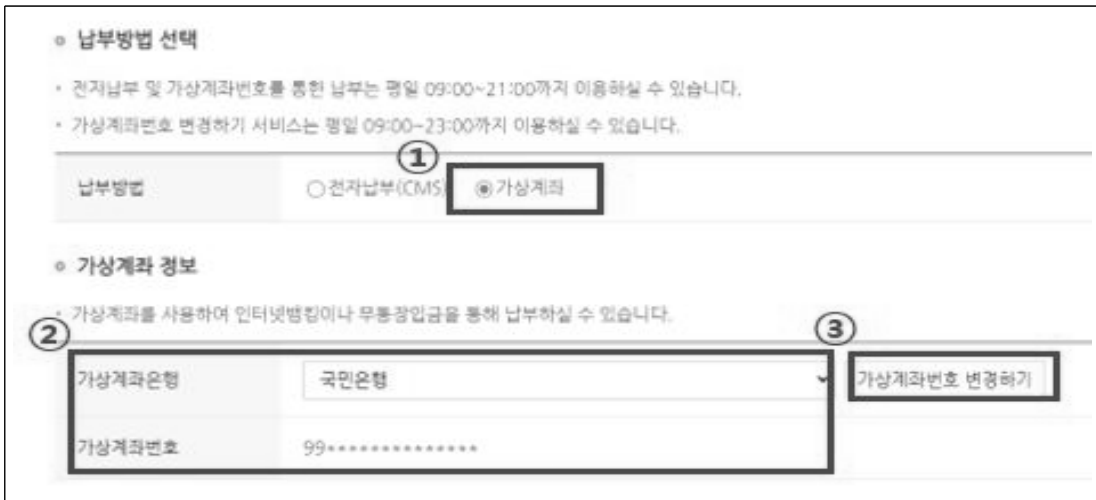 ◦ 납부방법 선택
• 전자납부 및 가상계좌번호를 통한 납부는 평일 09:00~21:00까지 이용하실 수 있습니다.
• 가상계좌번호 변경하기 서비스는 평일 09:00~23:00까지 이용하실 수 있습니다.
①
납부방법 전자납부(CMS) 가상계좌
◦ 가상계좌 정보
• 가상계좌를 사용하여 인터넷뱅킹이나 무통장입금을 통해 납부하실 수 있습니다.
② ③
가상계좌은행 국민은행 가상계좌번호 변경하기
가상계좌번호 99**************